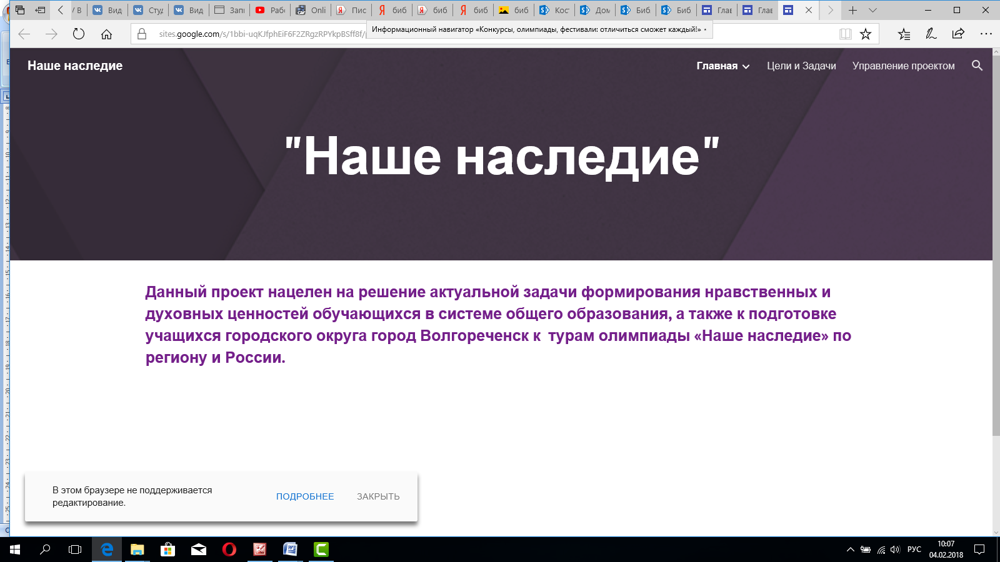 / В
Вид
Студ
Вид
Запи
Рабо
Onli
Пис
биб
биб
биб
биб
Кос
Дом
Биб
Биб
Глав
Глав
sites.google.com/s/1bbi-uqKJfphEiF6F2ZRgzRPYkpBSff8f/
Информационный навигатор «Конкурсы, олимпиады, фестивали: отличиться сможет каждый!» ·
Наше наследие
Главная
Цели и Задачи
Управление проектом
"Наше наследие"
Данный проект нацелен на решение актуальной задачи формирования нравственных и
духовных ценностей обучающихся в системе общего образования, а также к подготовке
учащихся городского округа город Волгореченск к турам олимпиады «Наше наследие» по
региону и России.
В этом браузере не поддерживается
редактирование.
ПОДРОБНЕЕ
ЗАКРЫТЬ
РУС
10:07
04.02.2018